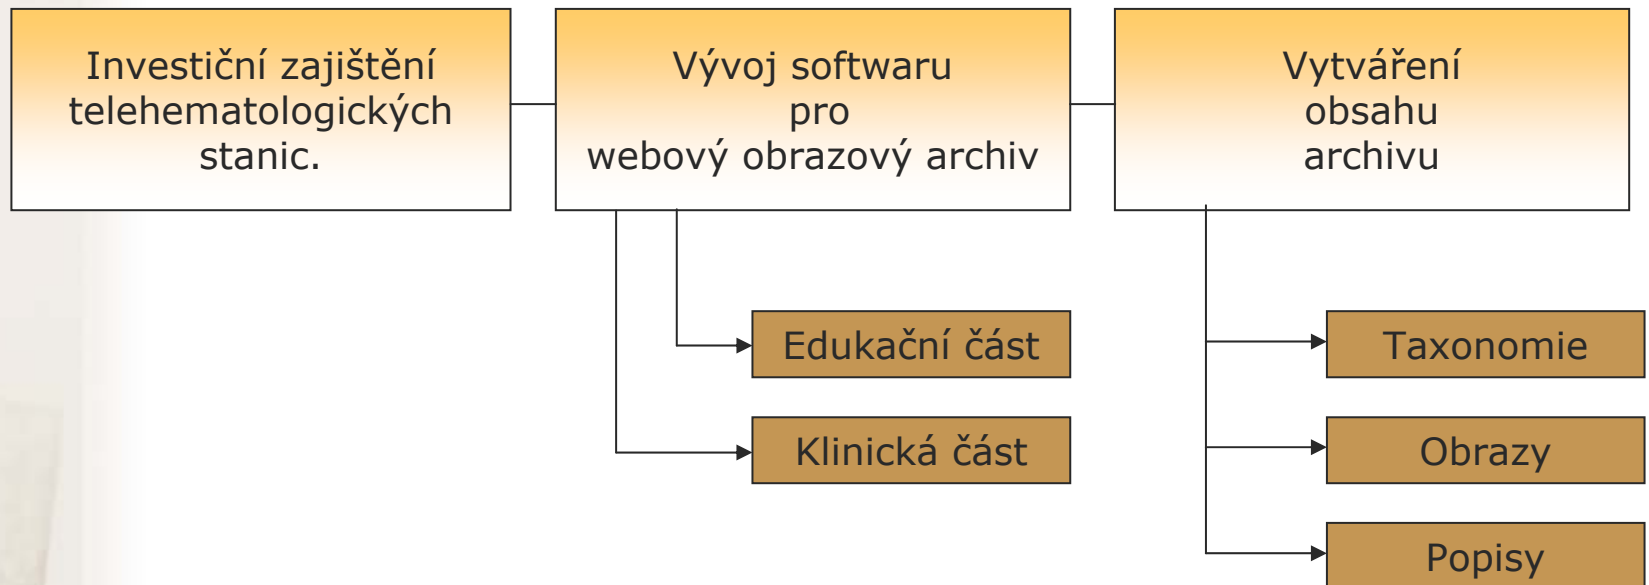 Investiční zajištění
telehematologických
stanic.
Vývoj softwaru
pro
webový obrazový archiv
Vytváření
obsahu
archivu
Edukační část
Klinická část
Taxonomie
Obrazy
Popisy